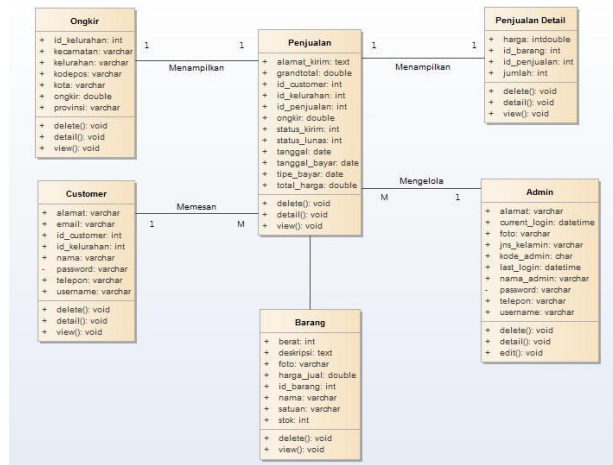 Ongkir
+ id_kelurahan: int
+ kecamatan: varchar
+ kelurahan: varchar
+ kodepos: varchar
+ kota: varchar
+ ongkir: double
+ provinsi: varchar
+ delete(): void
+ detail(): void
+ view(): void
1
1
Menampilkan
Penjualan
+ alamat_kirim: text
+ grandtotal: double
+ id_customer: int
+ id_kelurahan: int
+ id_penjualan: int
+ ongkir: double
+ status_kirim: int
+ status_lunas: int
+ tanggal: date
+ tanggal_bayar: date
+ tipe_bayar: date
+ total_harga: double
+ delete(): void
+ detail(): void
+ view(): void
1
1
Menampilkan
Penjualan Detail
+ harga: intdouble
+ id_barang: int
+ id_penjualan: int
+ jumlah: int
+ delete(): void
+ detail(): void
+ view(): void
Customer
+ alamat: varchar
+ email: varchar
+ id_customer: int
+ id_kelurahan: int
+ nama: varchar
- password: varchar
+ telepon: varchar
+ username: varchar
+ delete(): void
+ detail(): void
+ view(): void
Memesan
1
M
Mengelola
M
1
Admin
+ alamat: varchar
+ current_login: datetime
+ foto: varchar
+ jns_kelamin: varchar
+ kode_admin: char
+ last_login: datetime
+ nama_admin: varchar
- password: varchar
+ telepon: varchar
+ username: varchar
+ delete(): void
+ detail(): void
+ edit(): void
Barang
+ berat: int
+ deskripsi: text
+ foto: varchar
+ harga_jual: double
+ id_barang: int
+ nama: varchar
+ satuan: varchar
+ stok: int
+ delete(): void
+ view(): void